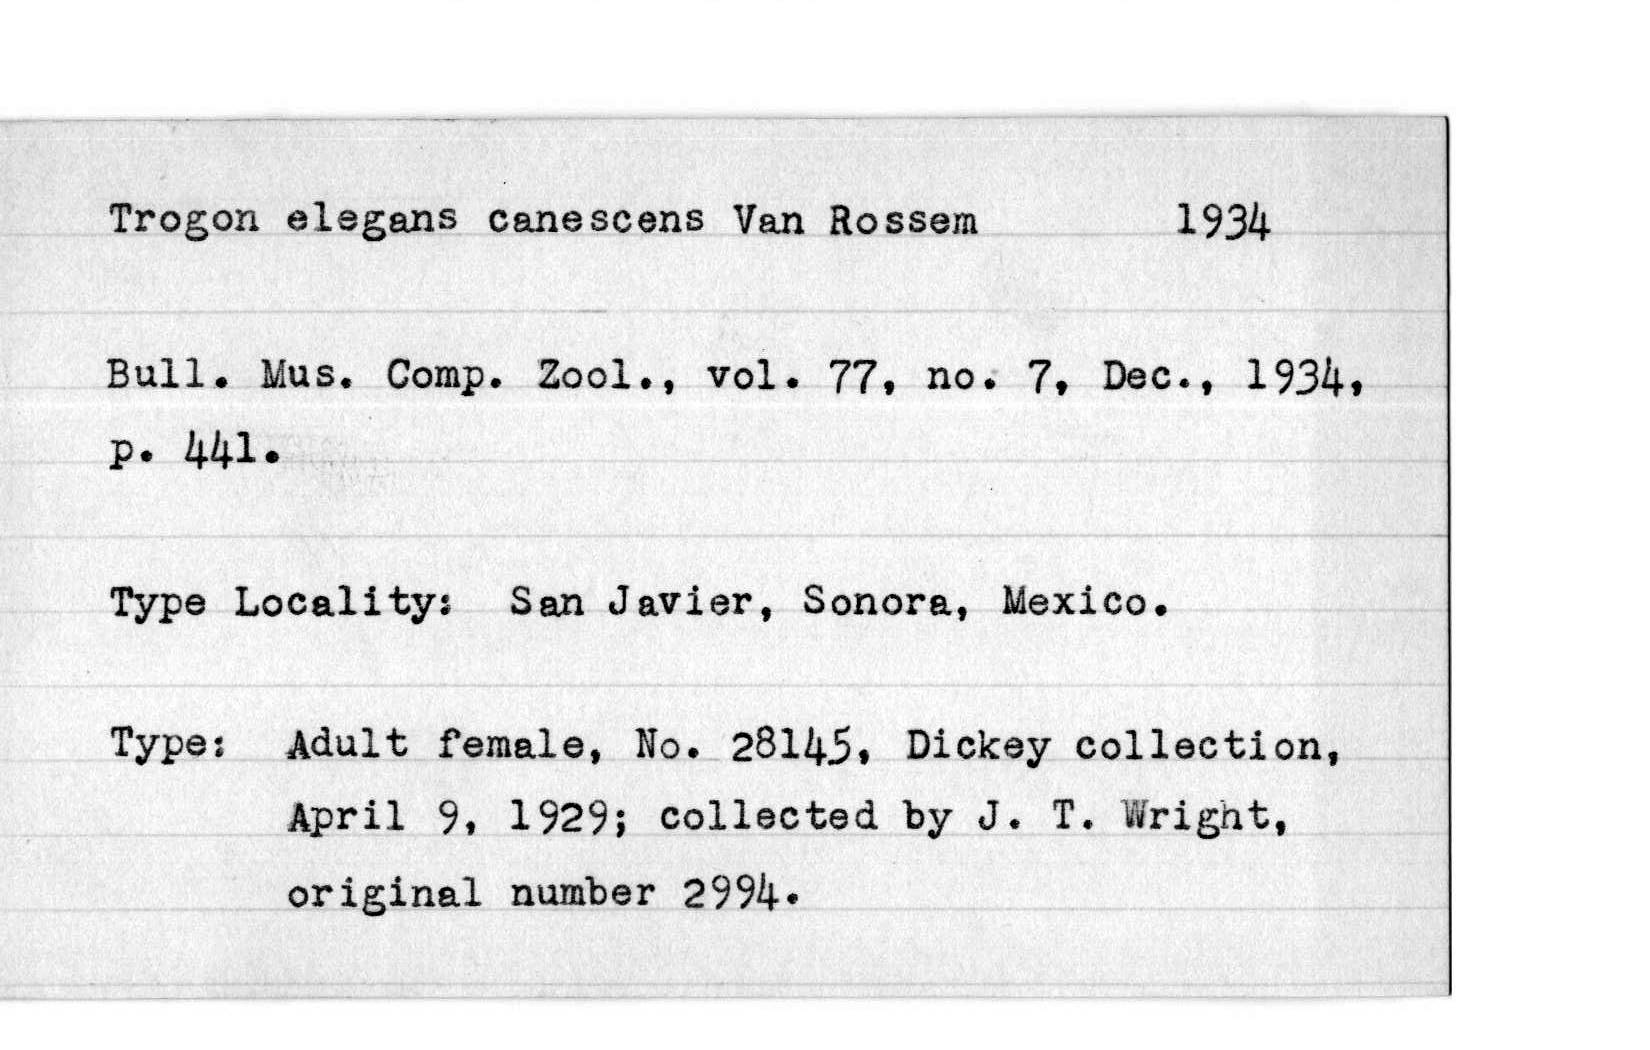 Trogon elegans canescens Van Rossem 1934
Bull. Mus. Comp. Zool., vol. 77, no. 7, Dec., 1934,
p. 441.
Type Locality: San Javier, Sonora, Mexico.
Type: Adult female, No. 28145, Dickey collection,
April 9, 1929; collected by J. T. Wright,
original number 2994.